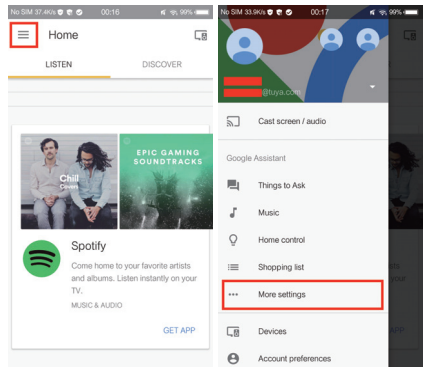 No SIM 37.4K/s 00:16 99%
Home
LISTEN DISCOVER
Chill
Covers
EPIC GAMING
SOUNDTRACKS
Spotify
Come home to your favorite artists
and albums. Listen instantly on your
TV.
MUSIC & AUDIO
GET APP
No SIM 33.9K/s 00:17 99%
@tuya.com
Cast screen / audio
Google Assistant
Things to Ask
Music
Home control
Shopping list
More settings
Devices
Account preferences
APP